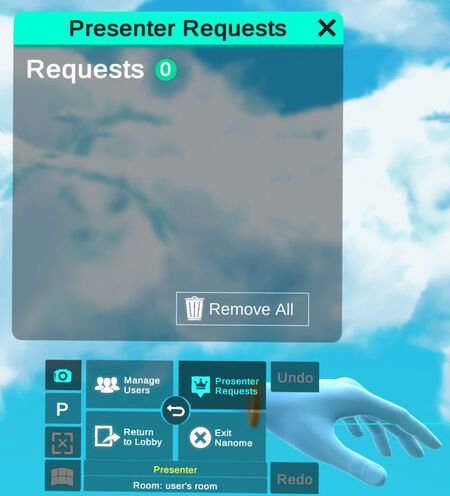 Presenter Requests
Requests 0
Remove All
Manage
Users
Presenter
Requests
Undo
P
Return
to Lobby
Exit
Nanome
Presenter
Room: user's room
Redo